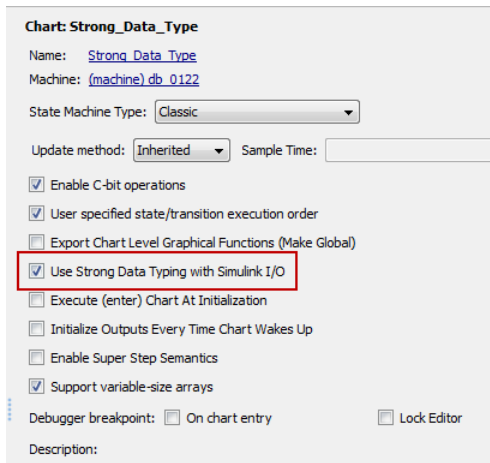 Chart: Strong_Data_Type
Name: Strong_Data_Type
Machine: (machine) db_0122
State Machine Type: Classic
Update method: Inherited Sample Time:
Enable C-bit operations
User specified state/transition execution order
Export Chart Level Graphical Functions (Make Global)
Use Strong Data Typing with Simulink I/O
Execute (enter) Chart At Initialization
Initialize Outputs Every Time Chart Wakes Up
Enable Super Step Semantics
Support variable-size arrays
Debugger breakpoint: On chart entry Lock Editor
Description: